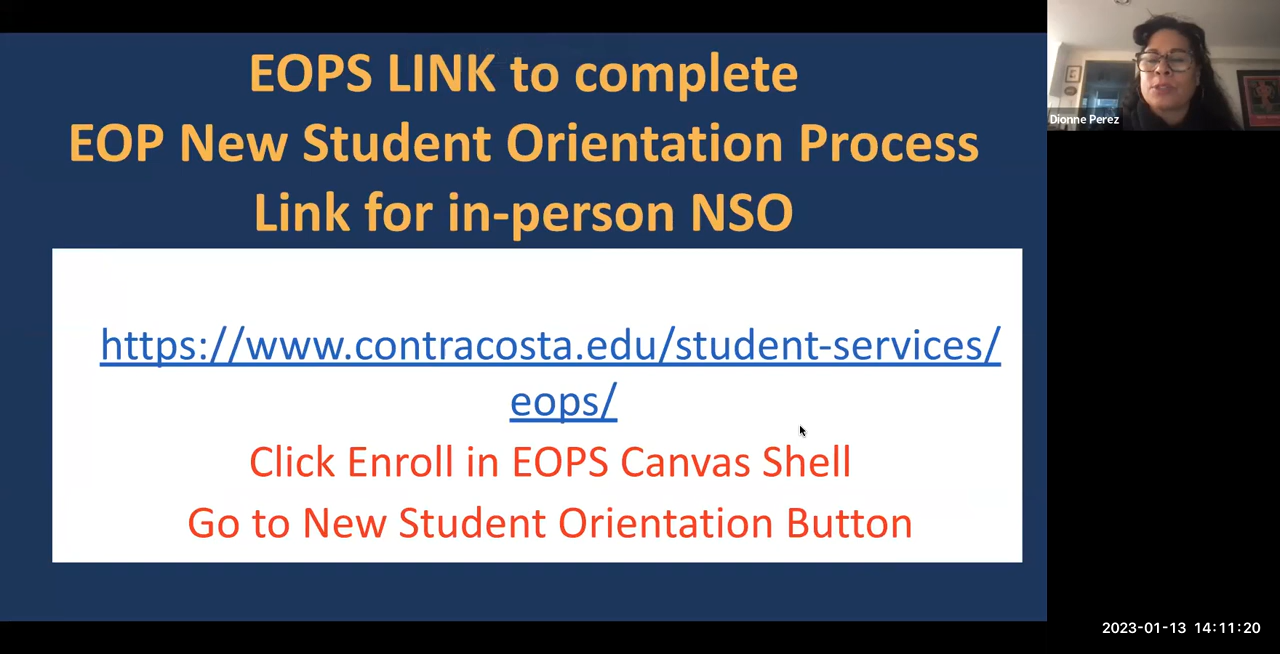 EOPS LINK to complete
EOP New Student Orientation Process
Link for in-person NSO
https://www.contracosta.edu/student-services/
eops/
Click Enroll in EOPS Canvas Shell
Go to New Student Orientation Button
Dionne Perez
2023-01-13 14:11:20